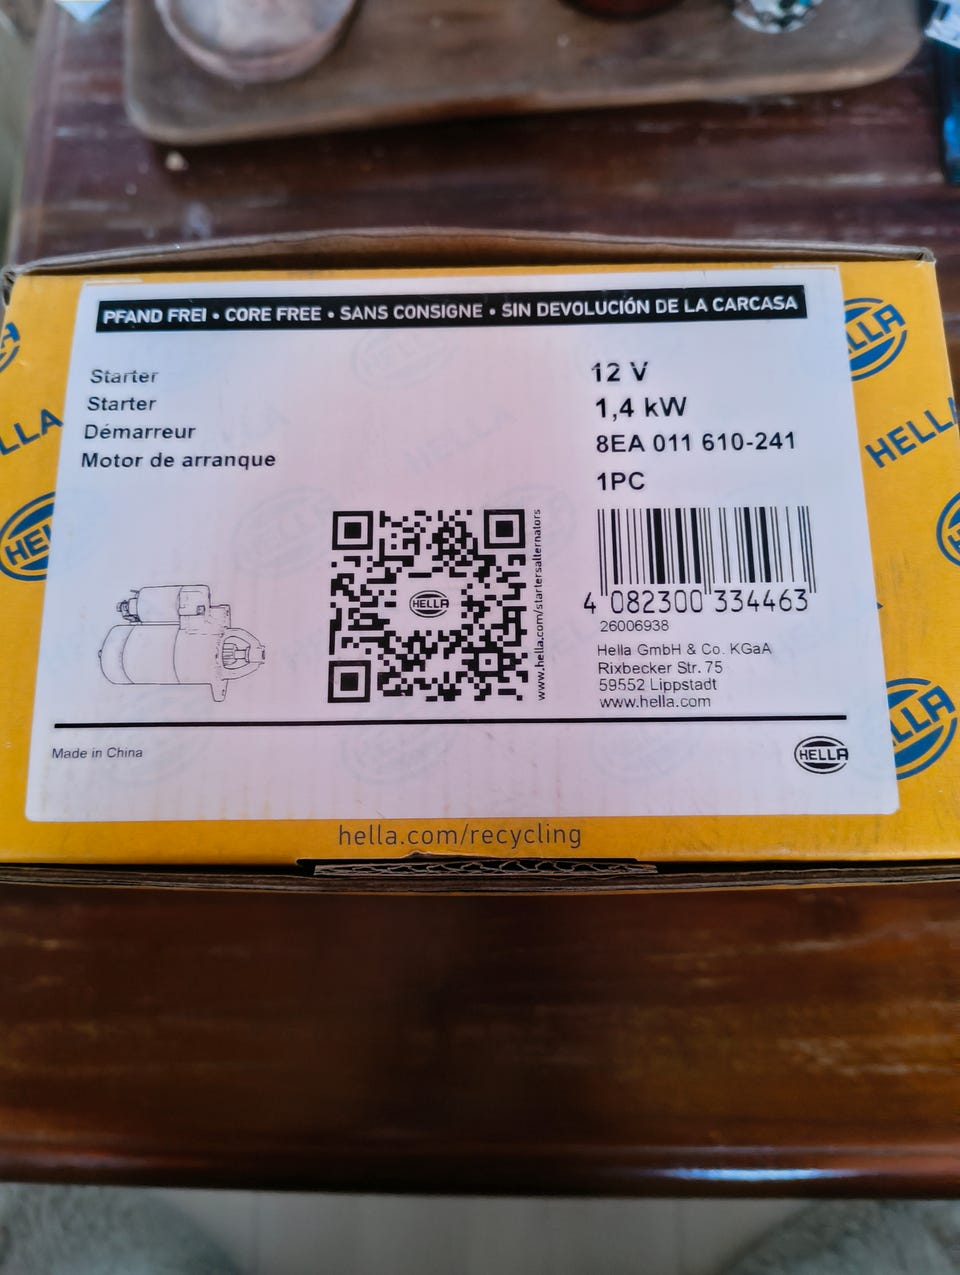 PFAND FREI • CORE FREE • SANS CONSIGNE • SIN DEVOLUCIÓN DE LA CARCASA
Starter
Starter
Démarreur
Motor de arranque
12 V
1,4 kW
8EA 011 610-241
1PC
HELLA
www.hella.com/startersalternators
4 082300 334463
26006938
Hella GmbH & Co. KGaA
Rixbecker Str. 75
59552 Lippstadt
www.hella.com
Made in China
HELLA
hella.com/recycling
HELLA
HELLA